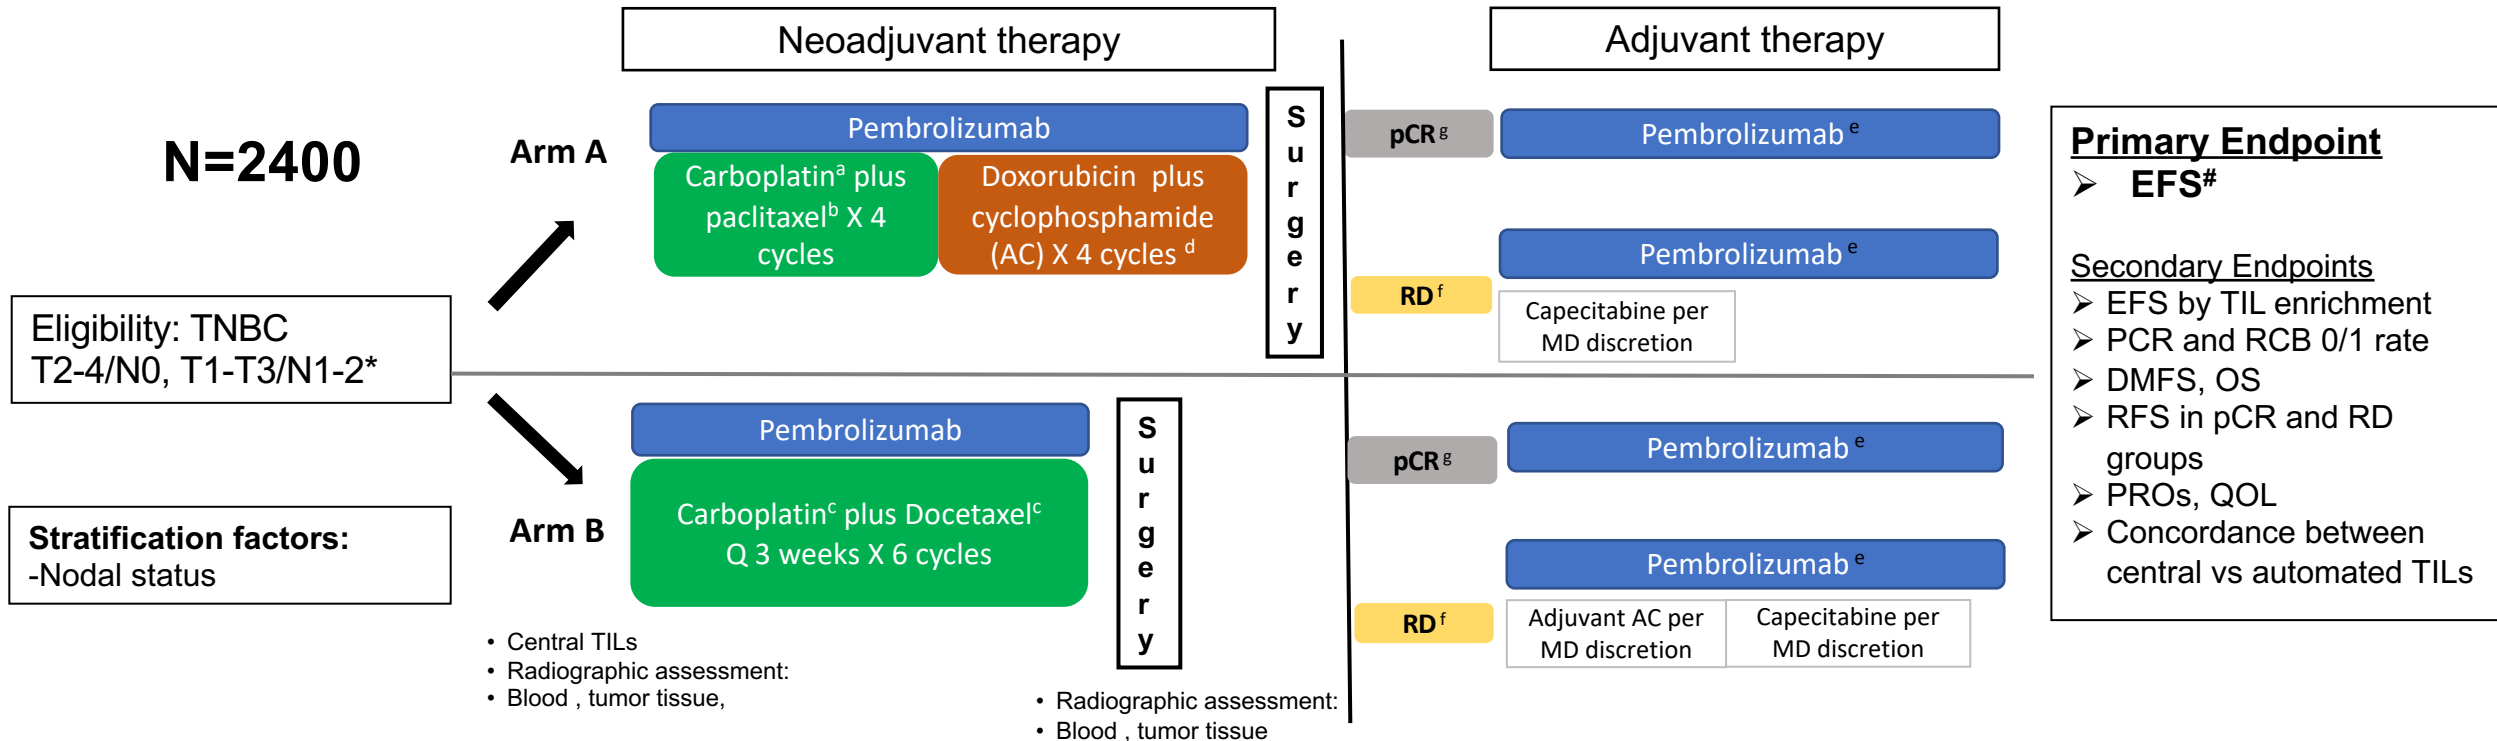 Neoadjuvant therapy
Adjuvant therapy
N=2400
Arm A
Pembrolizumab
Carboplatinᵃ plus
paclitaxelᵇ X 4
cycles
Doxorubicin plus
cyclophosphamide
(AC) X 4 cycles ᵈ
Surgery
pCR ᵍ
Pembrolizumab ᵉ
RD ᶠ
Pembrolizumab ᵉ
Capecitabine per
MD discretion
Eligibility: TNBC
T2-4/N0, T1-T3/N1-2*
Stratification factors:
-Nodal status
Arm B
Pembrolizumab
Carboplatinᶜ plus Docetaxelᶜ
Q 3 weeks X 6 cycles
Surgery
pCR ᵍ
Pembrolizumab ᵉ
RD ᶠ
Pembrolizumab ᵉ
Adjuvant AC per
MD discretion
Capecitabine per
MD discretion
• Central TILs
• Radiographic assessment:
• Blood , tumor tissue,
• Radiographic assessment:
• Blood , tumor tissue
Primary Endpoint
➢ EFS#
Secondary Endpoints
➢ EFS by TIL enrichment
➢ PCR and RCB 0/1 rate
➢ DMFS, OS
➢ RFS in pCR and RD
groups
➢ PROs, QOL
➢ Concordance between
central vs automated TILs